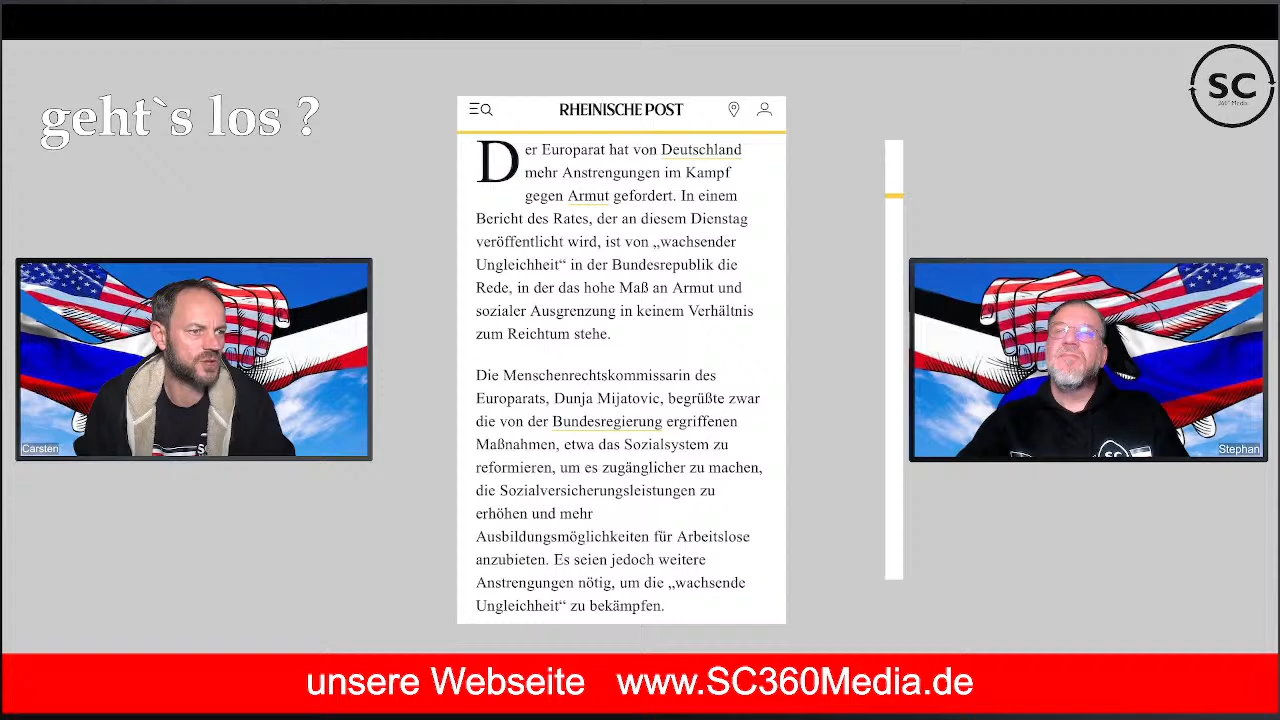 geht`s los ?
SC
360° Media
RHEINISCHE POST
Der Europarat hat von Deutschland
mehr Anstrengungen im Kampf
gegen Armut gefordert. In einem
Bericht des Rates, der an diesem Dienstag
veröffentlicht wird, ist von „wachsender
Ungleichheit“ in der Bundesrepublik die
Rede, in der das hohe Maß an Armut und
sozialer Ausgrenzung in keinem Verhältnis
zum Reichtum stehe.
Die Menschenrechtskommissarin des
Europarats, Dunja Mijatovic, begrüßte zwar
die von der Bundesregierung ergriffenen
Maßnahmen, etwa das Sozialsystem zu
reformieren, um es zugänglicher zu machen,
die Sozialversicherungsleistungen zu
erhöhen und mehr
Ausbildungsmöglichkeiten für Arbeitslose
anzubieten. Es seien jedoch weitere
Anstrengungen nötig, um die „wachsende
Ungleichheit“ zu bekämpfen.
Carsten
Stephan
unsere Webseite www.SC360Media.de